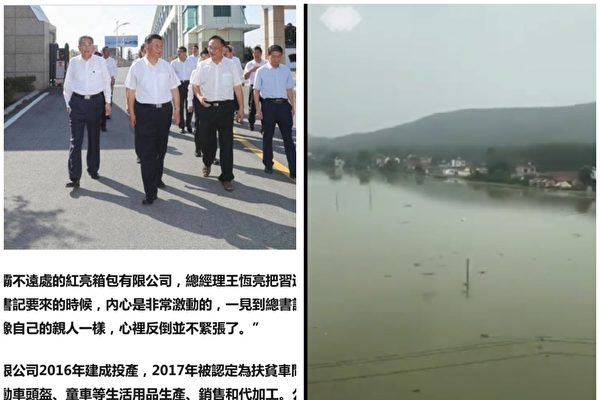 不遠處的紅亮箱包有限公司，總經理王恆亮把習
書記要來的時候，內心是非常激動的，一見到總書
像自己的親人一樣，心裡反倒並不緊張了。”
限公司2016年建成投產，2017年被認定為扶貧車間
動車頭盔、童車等生活用品生產、銷售和代加工。